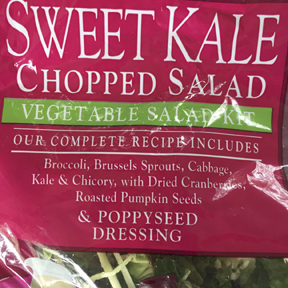 SWEET KALE
CHOPPED SALAD
VEGETABLE SALAD KIT
OUR COMPLETE RECIPE INCLUDES
Broccoli, Brussels Sprouts, Cabbage,
Kale & Chicory, with Dried Cranberries,
Roasted Pumpkin Seeds
& POPPYSEED
DRESSING